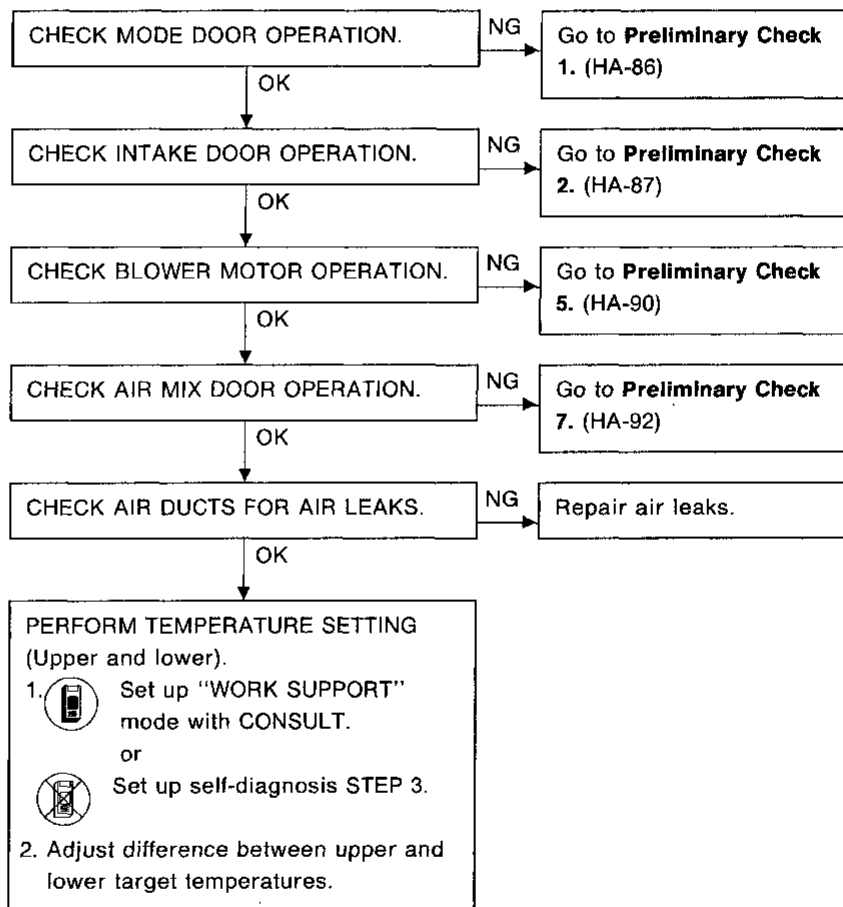 CHECK MODE DOOR OPERATION.
NG
Go to Preliminary Check
1. (HA-86)
OK
CHECK INTAKE DOOR OPERATION.
NG
Go to Preliminary Check
2. (HA-87)
OK
CHECK BLOWER MOTOR OPERATION.
NG
Go to Preliminary Check
5. (HA-90)
OK
CHECK AIR MIX DOOR OPERATION.
NG
Go to Preliminary Check
7. (HA-92)
OK
CHECK AIR DUCTS FOR AIR LEAKS.
NG
Repair air leaks.
OK
PERFORM TEMPERATURE SETTING
(Upper and lower).
1. Set up "WORK SUPPORT"
mode with CONSULT.
or
Set up self-diagnosis STEP 3.
2. Adjust difference between upper and
lower target temperatures.